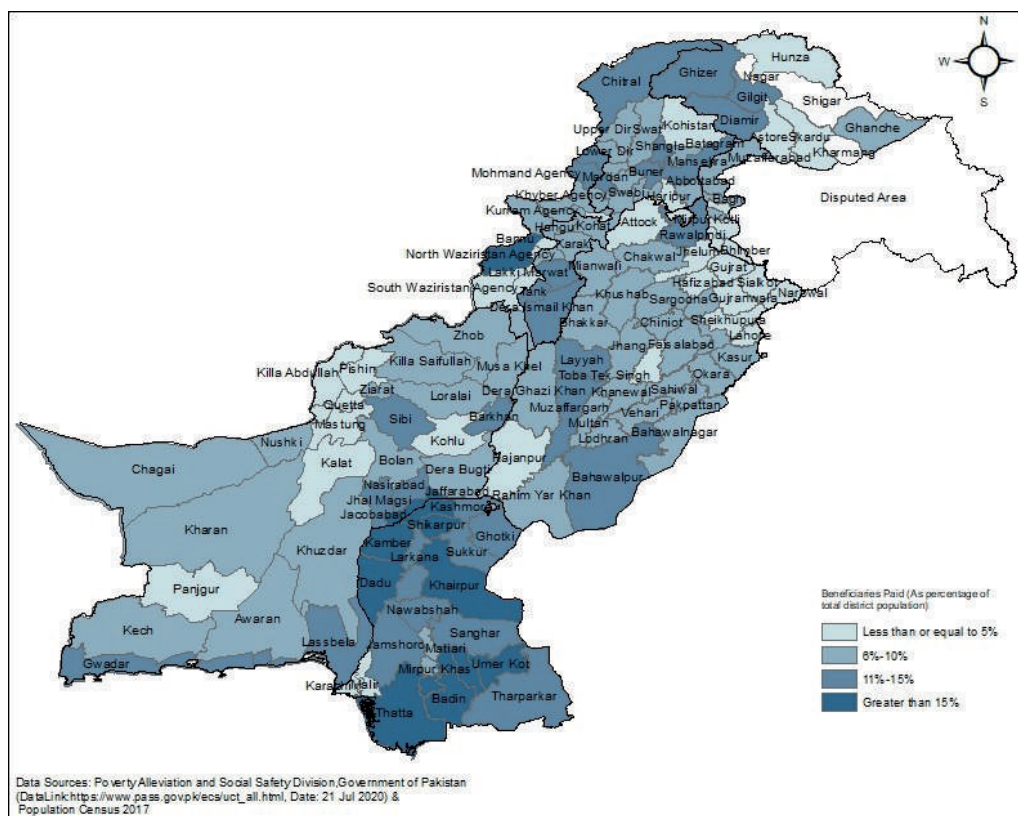 N
W
E
S
Hunza
Chitral
Ghizer
Nagar
Gilgit
Shigar
Diamir
Upper Dir
Swat
Kohistan
Astore
Skardu
Ghanche
Lower Dir
Shangla
Batagram
Kharmang
Mansehra
Muzaffarabad
Mohmand Agency
Mardan
Buner
Abbottabad
Disputed Area
Khyber Agency
Swabi
Haripur
Bagh
Kurram Agency
Attock
Kotli
Hangu
Kohat
Rawalpindi
Bannu
Karak
Chakwal
Jhelum
Bhimber
North Waziristan Agency
Mianwali
Gujrat
Lakki Marwat
Hafizabad
Sialkot
South Waziristan Agency
Tank
Khushab
Sargodha
Gujranwala
Narowal
Dera Ismail Khan
Bhakkar
Chiniot
Sheikhupura
Zhob
Jhang
Faisalabad
Lahore
Killa Saifullah
Musa Khel
Layyah
Kasur
Killa Abdullah
Pishin
Toba Tek Singh
Okara
Ziarat
Loralai
Dera Ghazi Khan
Khanewal
Sahiwal
Quetta
Barkhan
Muzaffargarh
Vehari
Pakpattan
Mastung
Sibi
Multan
Nushki
Kohlu
Lodhran
Bahawalnagar
Chagai
Kalat
Bolan
Dera Bugti
Rajanpur
Bahawalpur
Nasirabad
Jaffarabad
Rahim Yar Khan
Jhal Magsi
Kashmore
Jacobabad
Kharan
Shikarpur
Ghotki
Khuzdar
Kamber
Larkana
Sukkur
Panjgur
Dadu
Khairpur
Nawabshah
Kech
Awaran
Lassbela
Sanghar
Jamshoro
Matiari
Gwadar
Mirpur Khas
Umer Kot
Badin
Tharparkar
Thatta
Beneficiaries Paid (As percentage of
total district population)
Less than or equal to 5%
6%-10%
11%-15%
Greater than 15%
Data Sources: Poverty Alleviation and Social Safety Division,Government of Pakistan
(DataLink:https://www.pass.gov.pk/ecs/uct_all.html, Date: 21 Jul 2020) &
Population Census 2017